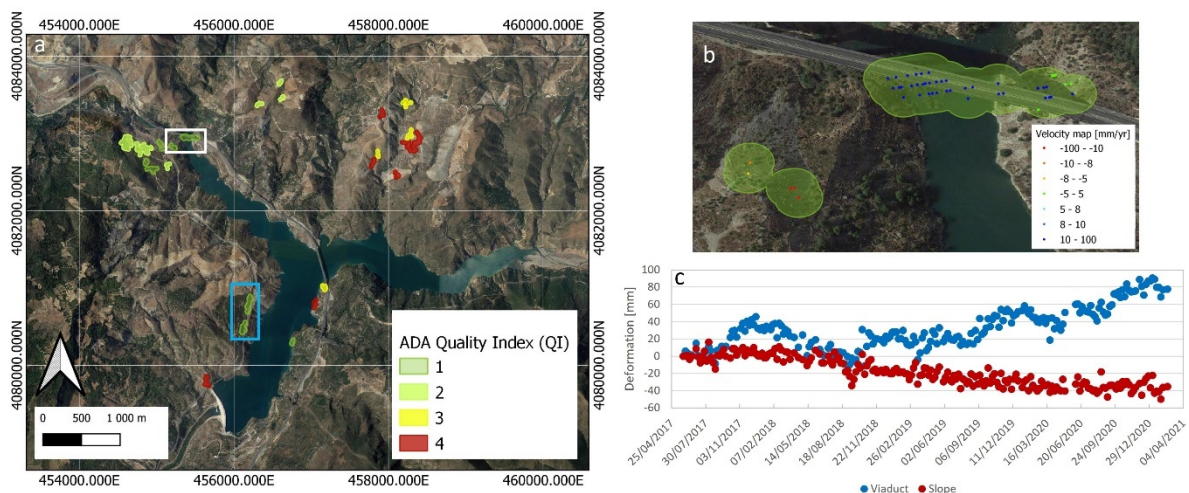 454000.000E 456000.000E 458000.000E 460000.000E
a
4084000.000N 4084000.000N
4082000.000N 4082000.000N
4080000.000N 4080000.000N
ADA Quality Index (QI)
1
2
3
4
0 500 1 000 m
454000.000E 456000.000E 458000.000E 460000.000E
b
Velocity map [mm/yr]
-100 - -10
-10 - -8
-8 - -5
-5 - 5
5 - 8
8 - 10
10 - 100
c
Deformation [mm]
100
80
60
40
20
0
-20
-40
-60
25/04/2017 30/07/2017 03/11/2017 07/02/2018 14/05/2018 18/08/2018 22/11/2018 26/02/2019 02/06/2019 06/09/2019 11/12/2019 16/03/2020 20/06/2020 24/09/2020 29/12/2020 04/04/2021
Viaduct Slope